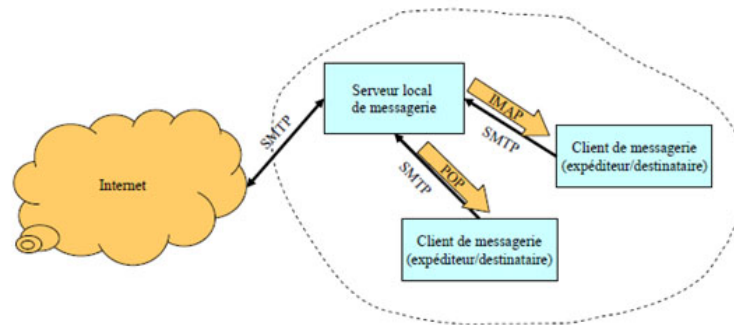 Serveur local
de messagerie
IMAP
SMTP
SMTP
Client de messagerie
(expéditeur/destinataire)
Internet
POP
SMTP
Client de messagerie
(expéditeur/destinataire)